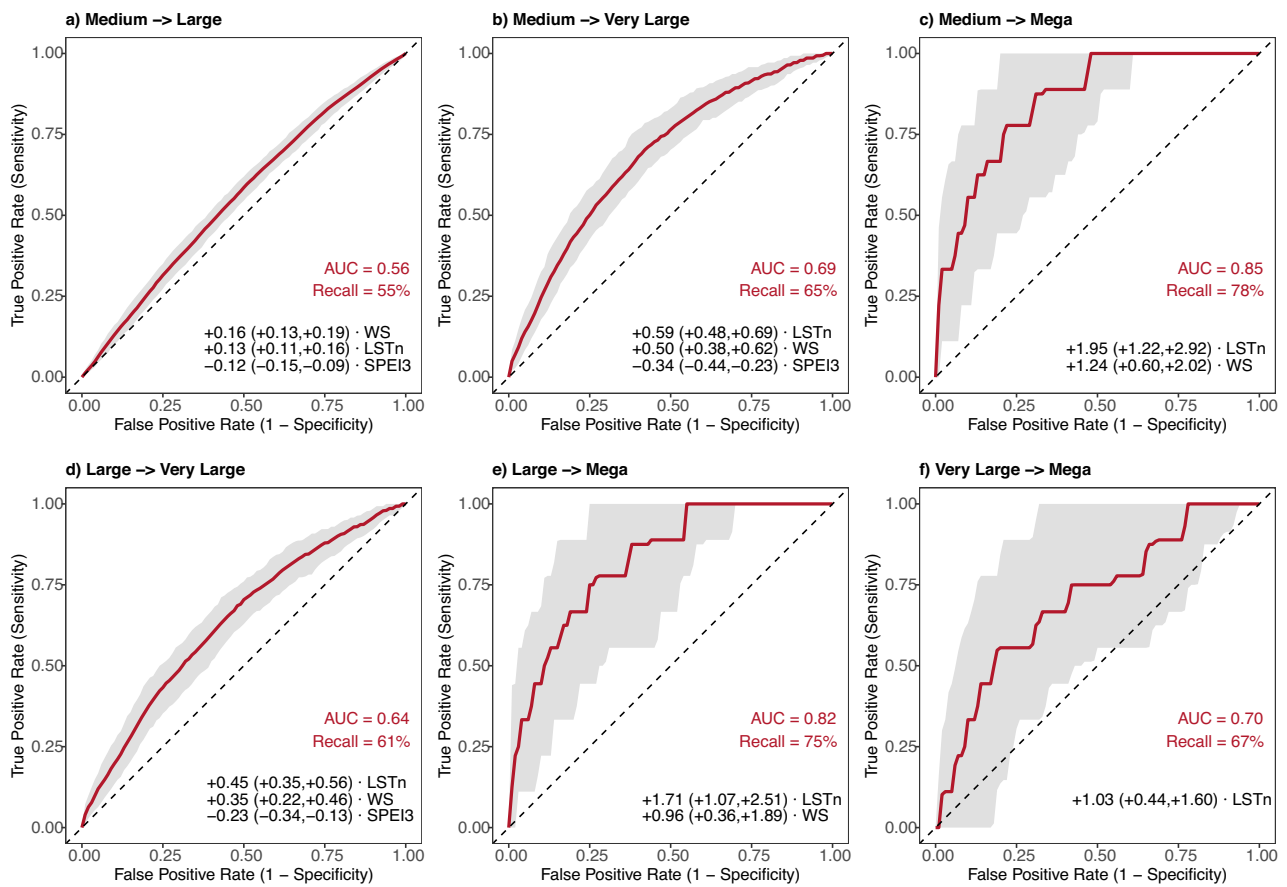 a) Medium −> Large
True Positive Rate (Sensitivity)
1.00
0.75
0.50
0.25
0.00
AUC = 0.56
Recall = 55%
+0.16 (+0.13,+0.19) · WS
+0.13 (+0.11,+0.16) · LSTn
−0.12 (−0.15,−0.09) · SPEI3
0.00 0.25 0.50 0.75 1.00
False Positive Rate (1 − Specificity)
b) Medium −> Very Large
True Positive Rate (Sensitivity)
1.00
0.75
0.50
0.25
0.00
AUC = 0.69
Recall = 65%
+0.59 (+0.48,+0.69) · LSTn
+0.50 (+0.38,+0.62) · WS
−0.34 (−0.44,−0.23) · SPEI3
0.00 0.25 0.50 0.75 1.00
False Positive Rate (1 − Specificity)
c) Medium −> Mega
True Positive Rate (Sensitivity)
1.00
0.75
0.50
0.25
0.00
AUC = 0.85
Recall = 78%
+1.95 (+1.22,+2.92) · LSTn
+1.24 (+0.60,+2.02) · WS
0.00 0.25 0.50 0.75 1.00
False Positive Rate (1 − Specificity)
d) Large −> Very Large
True Positive Rate (Sensitivity)
1.00
0.75
0.50
0.25
0.00
AUC = 0.64
Recall = 61%
+0.45 (+0.35,+0.56) · LSTn
+0.35 (+0.22,+0.46) · WS
−0.23 (−0.34,−0.13) · SPEI3
0.00 0.25 0.50 0.75 1.00
False Positive Rate (1 − Specificity)
e) Large −> Mega
True Positive Rate (Sensitivity)
1.00
0.75
0.50
0.25
0.00
AUC = 0.82
Recall = 75%
+1.71 (+1.07,+2.51) · LSTn
+0.96 (+0.36,+1.89) · WS
0.00 0.25 0.50 0.75 1.00
False Positive Rate (1 − Specificity)
f) Very Large −> Mega
True Positive Rate (Sensitivity)
1.00
0.75
0.50
0.25
0.00
AUC = 0.70
Recall = 67%
+1.03 (+0.44,+1.60) · LSTn
0.00 0.25 0.50 0.75 1.00
False Positive Rate (1 − Specificity)